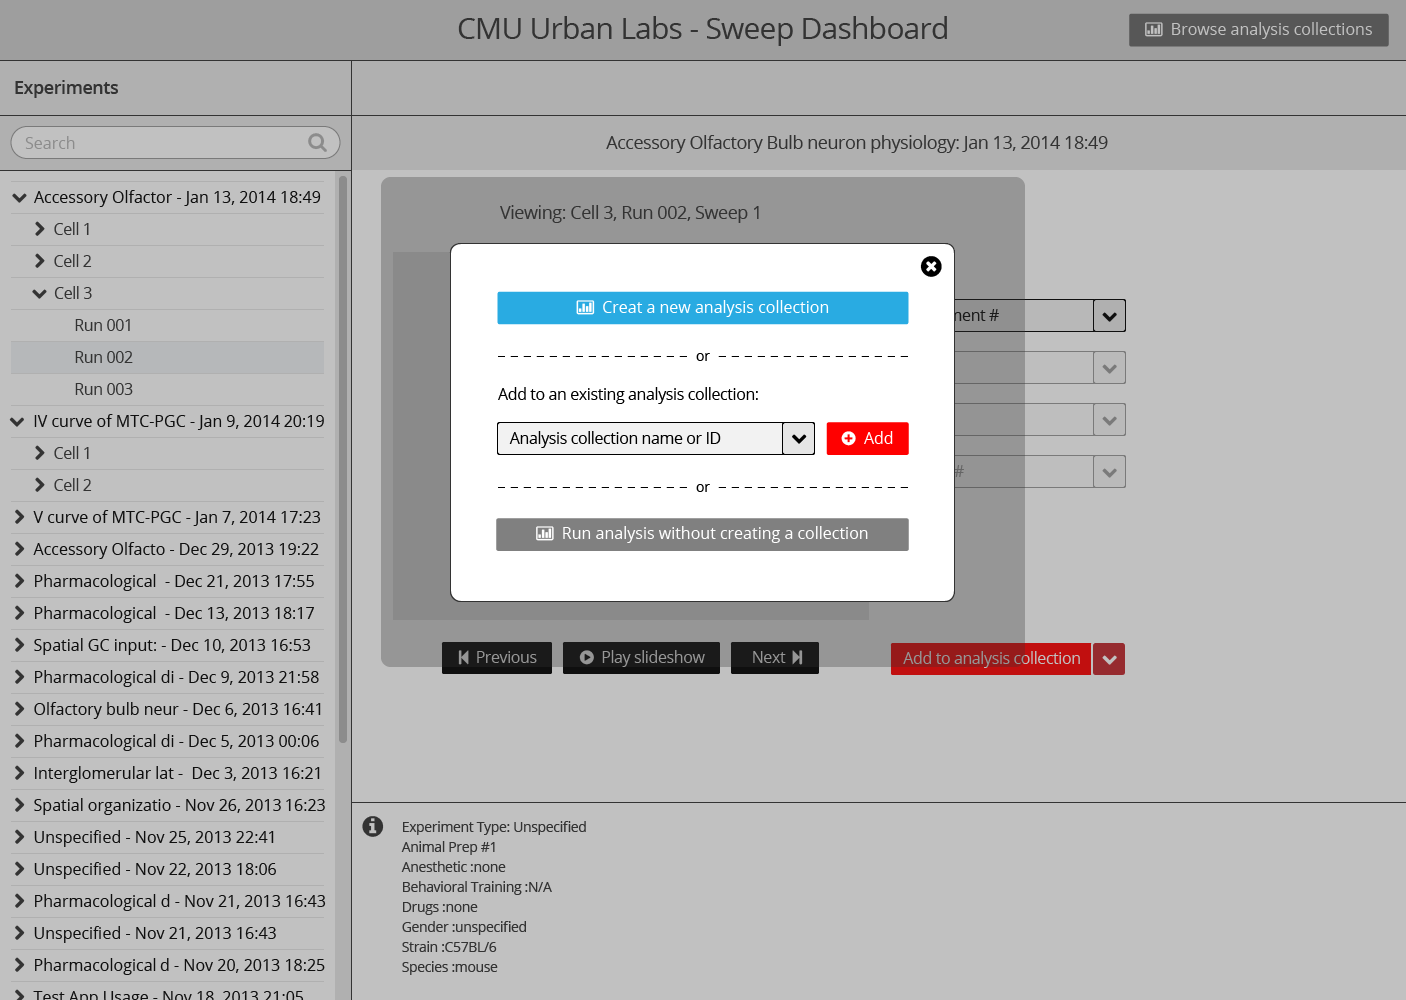 CMU Urban Labs - Sweep Dashboard
Browse analysis collections
Experiments
Search
Accessory Olfactory Bulb neuron physiology: Jan 13, 2014 18:49
Accessory Olfactor - Jan 13, 2014 18:49
Cell 1
Cell 2
Cell 3
Run 001
Run 002
Run 003
IV curve of MTC-PGC - Jan 9, 2014 20:19
Cell 1
Cell 2
V curve of MTC-PGC - Jan 7, 2014 17:23
Accessory Olfacto - Dec 29, 2013 19:22
Pharmacological - Dec 21, 2013 17:55
Pharmacological - Dec 13, 2013 18:17
Spatial GC input: - Dec 10, 2013 16:53
Pharmacological di - Dec 9, 2013 21:58
Olfactory bulb neur - Dec 6, 2013 16:41
Pharmacological di - Dec 5, 2013 00:06
Interglomerular lat - Dec 3, 2013 16:21
Spatial organizatio - Nov 26, 2013 16:23
Unspecified - Nov 25, 2013 22:41
Unspecified - Nov 22, 2013 18:06
Pharmacological d - Nov 21, 2013 16:43
Unspecified - Nov 21, 2013 16:43
Pharmacological d - Nov 20, 2013 18:25
Test App Usage - Nov 18, 2013 21:05
Viewing: Cell 3, Run 002, Sweep 1
Creat a new analysis collection
or
Add to an existing analysis collection:
Analysis collection name or ID
Add
or
Run analysis without creating a collection
#
#
Previous
Play slideshow
Next
Add to analysis collection
Experiment Type: Unspecified
Animal Prep #1
Anesthetic :none
Behavioral Training :N/A
Drugs :none
Gender :unspecified
Strain :C57BL/6
Species :mouse